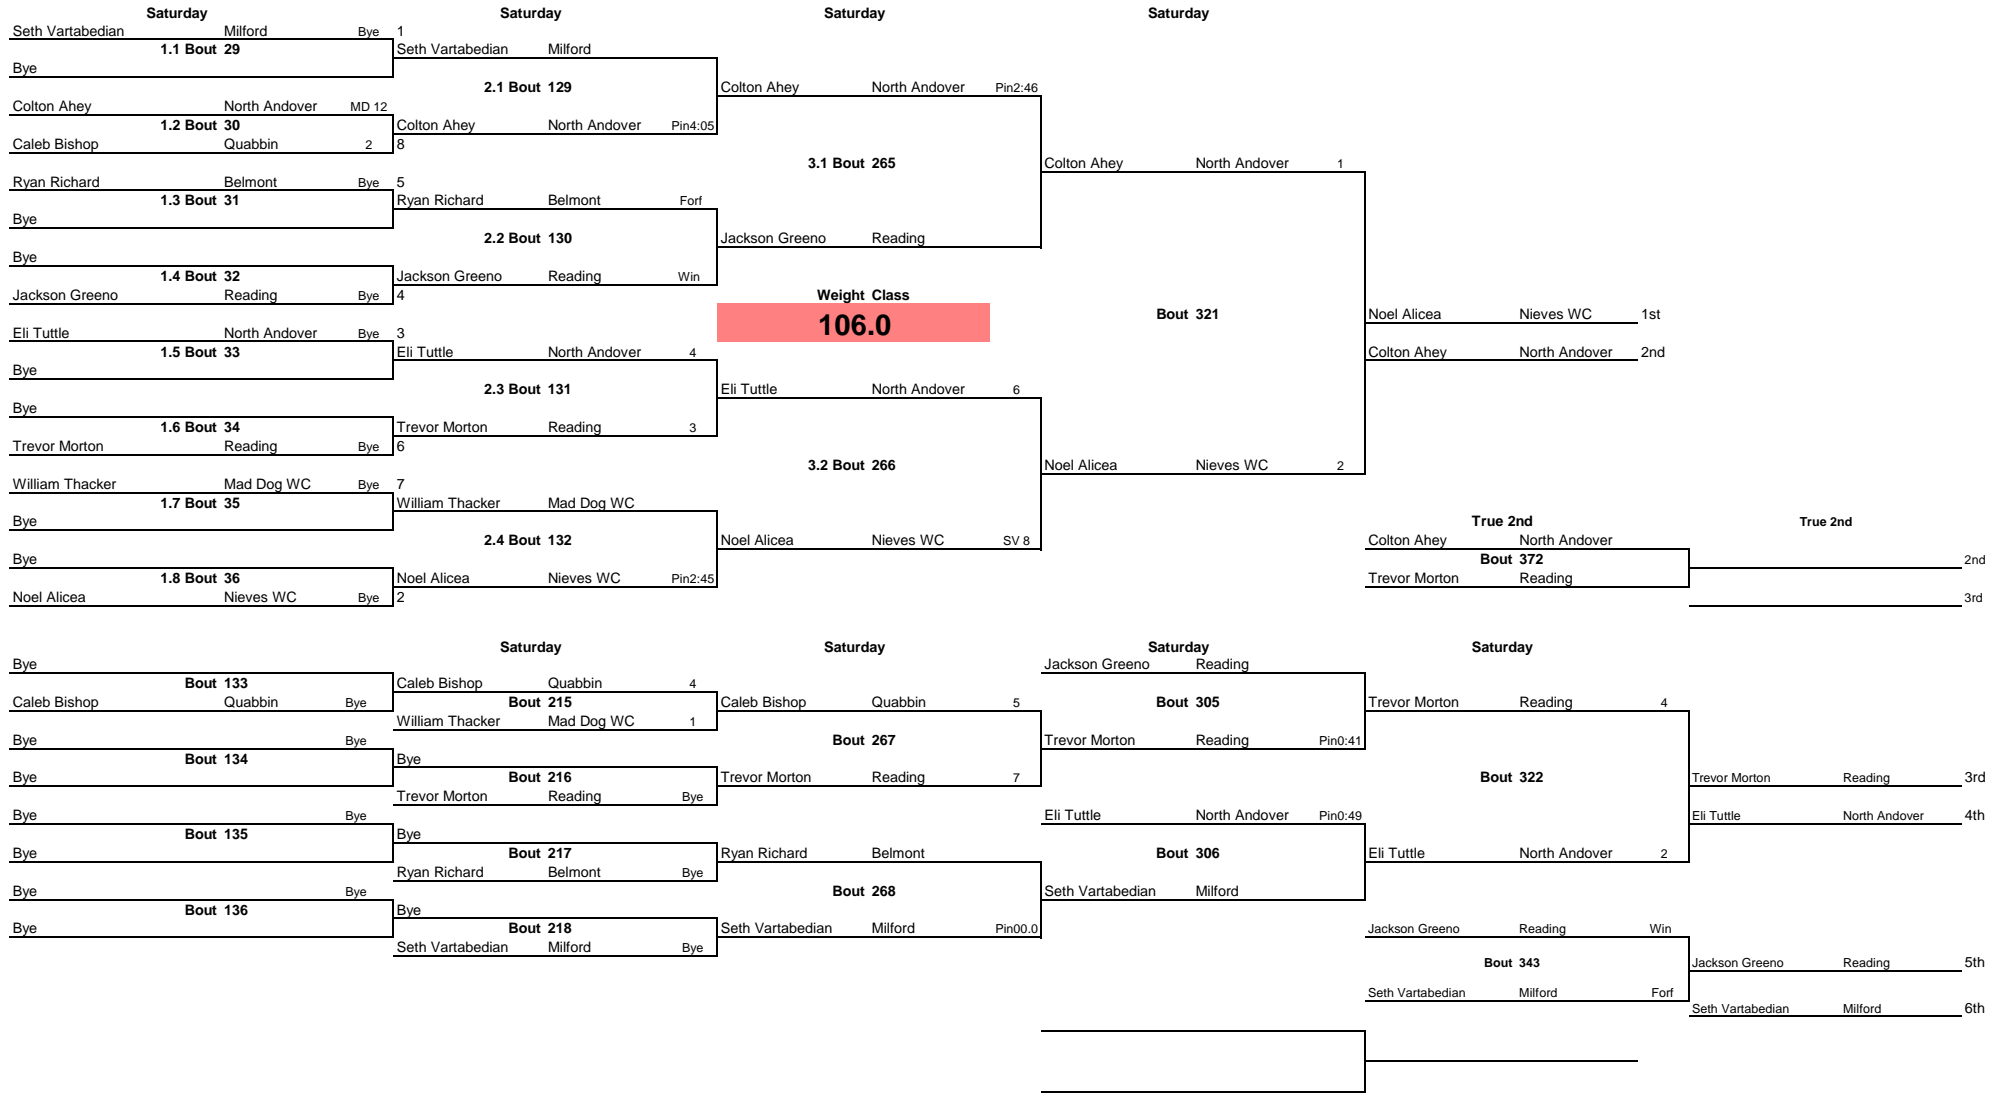 Saturday Saturday Saturday Saturday
Seth Vartabedian Milford Bye 1
1.1 Bout 29 Seth Vartabedian Milford
Bye
2.1 Bout 129 Colton Ahey North Andover Pin2:46
Colton Ahey North Andover MD 12
1.2 Bout 30 Colton Ahey North Andover Pin4:05
Caleb Bishop Quabbin 2 8
3.1 Bout 265 Colton Ahey North Andover 1
Ryan Richard Belmont Bye 5
1.3 Bout 31 Ryan Richard Belmont Forf
Bye
2.2 Bout 130 Jackson Greeno Reading
Bye
1.4 Bout 32 Jackson Greeno Reading Win
Jackson Greeno Reading Bye 4 Weight Class
106.0 Bout 321 Noel Alicea Nieves WC 1st
Eli Tuttle North Andover Bye 3
1.5 Bout 33 Eli Tuttle North Andover 4 Colton Ahey North Andover 2nd
Bye
2.3 Bout 131 Eli Tuttle North Andover 6
Bye
1.6 Bout 34 Trevor Morton Reading 3
Trevor Morton Reading Bye 6
3.2 Bout 266 Noel Alicea Nieves WC 2
William Thacker Mad Dog WC Bye 7
1.7 Bout 35 William Thacker Mad Dog WC
Bye True 2nd True 2nd
2.4 Bout 132 Noel Alicea Nieves WC SV 8 Colton Ahey North Andover
Bye Bout 372 2nd
1.8 Bout 36 Noel Alicea Nieves WC Pin2:45 Trevor Morton Reading
Noel Alicea Nieves WC Bye 2 3rd
Saturday Saturday Saturday Saturday
Bye Jackson Greeno Reading
Bout 133 Caleb Bishop Quabbin 4
Caleb Bishop Quabbin Bye Bout 215 Caleb Bishop Quabbin 5 Bout 305 Trevor Morton Reading 4
William Thacker Mad Dog WC 1
Bye Bye Bout 267 Trevor Morton Reading Pin0:41
Bout 134 Bye
Bye Bout 216 Trevor Morton Reading 7 Bout 322 Trevor Morton Reading 3rd
Trevor Morton Reading Bye
Bye Bye Eli Tuttle North Andover Pin0:49 Eli Tuttle North Andover 4th
Bout 135 Bye
Bye Bout 217 Ryan Richard Belmont Bout 306 Eli Tuttle North Andover 2
Ryan Richard Belmont Bye
Bye Bye Bout 268 Seth Vartabedian Milford
Bout 136 Bye
Bye Bout 218 Seth Vartabedian Milford Pin00.0 Jackson Greeno Reading Win
Seth Vartabedian Milford Bye
Bout 343 Jackson Greeno Reading 5th
Seth Vartabedian Milford Forf
Seth Vartabedian Milford 6th